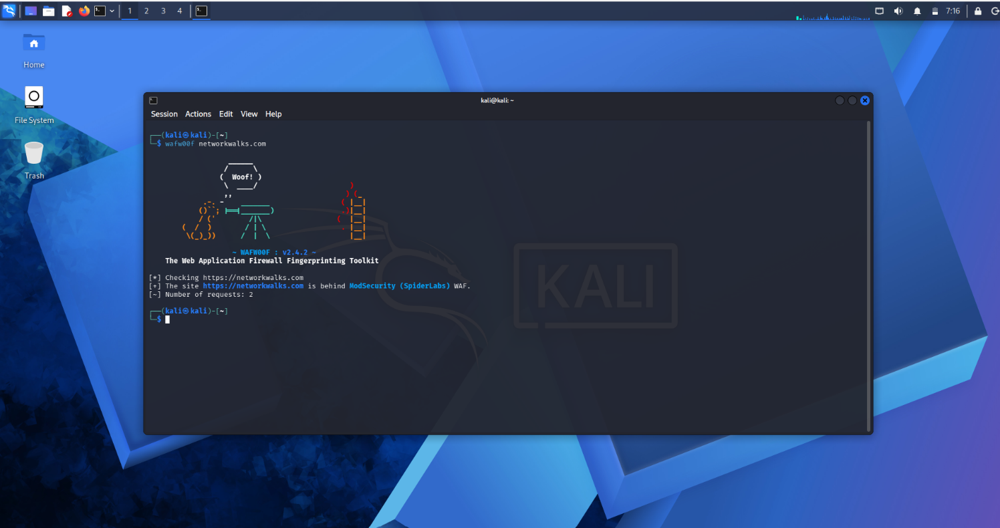 1 2 3 4
7:16
Home
File System
Trash
kali@kali: ~
Session Actions Edit View Help
┌──(kali㉿kali)-[~]
└─$ wafw00f networkwalks.com
Woof!
~ WAFW00F : v2.4.2 ~
The Web Application Firewall Fingerprinting Toolkit
[*] Checking https://networkwalks.com
[+] The site https://networkwalks.com is behind ModSecurity (SpiderLabs) WAF.
[~] Number of requests: 2
┌──(kali㉿kali)-[~]
└─$
KALI